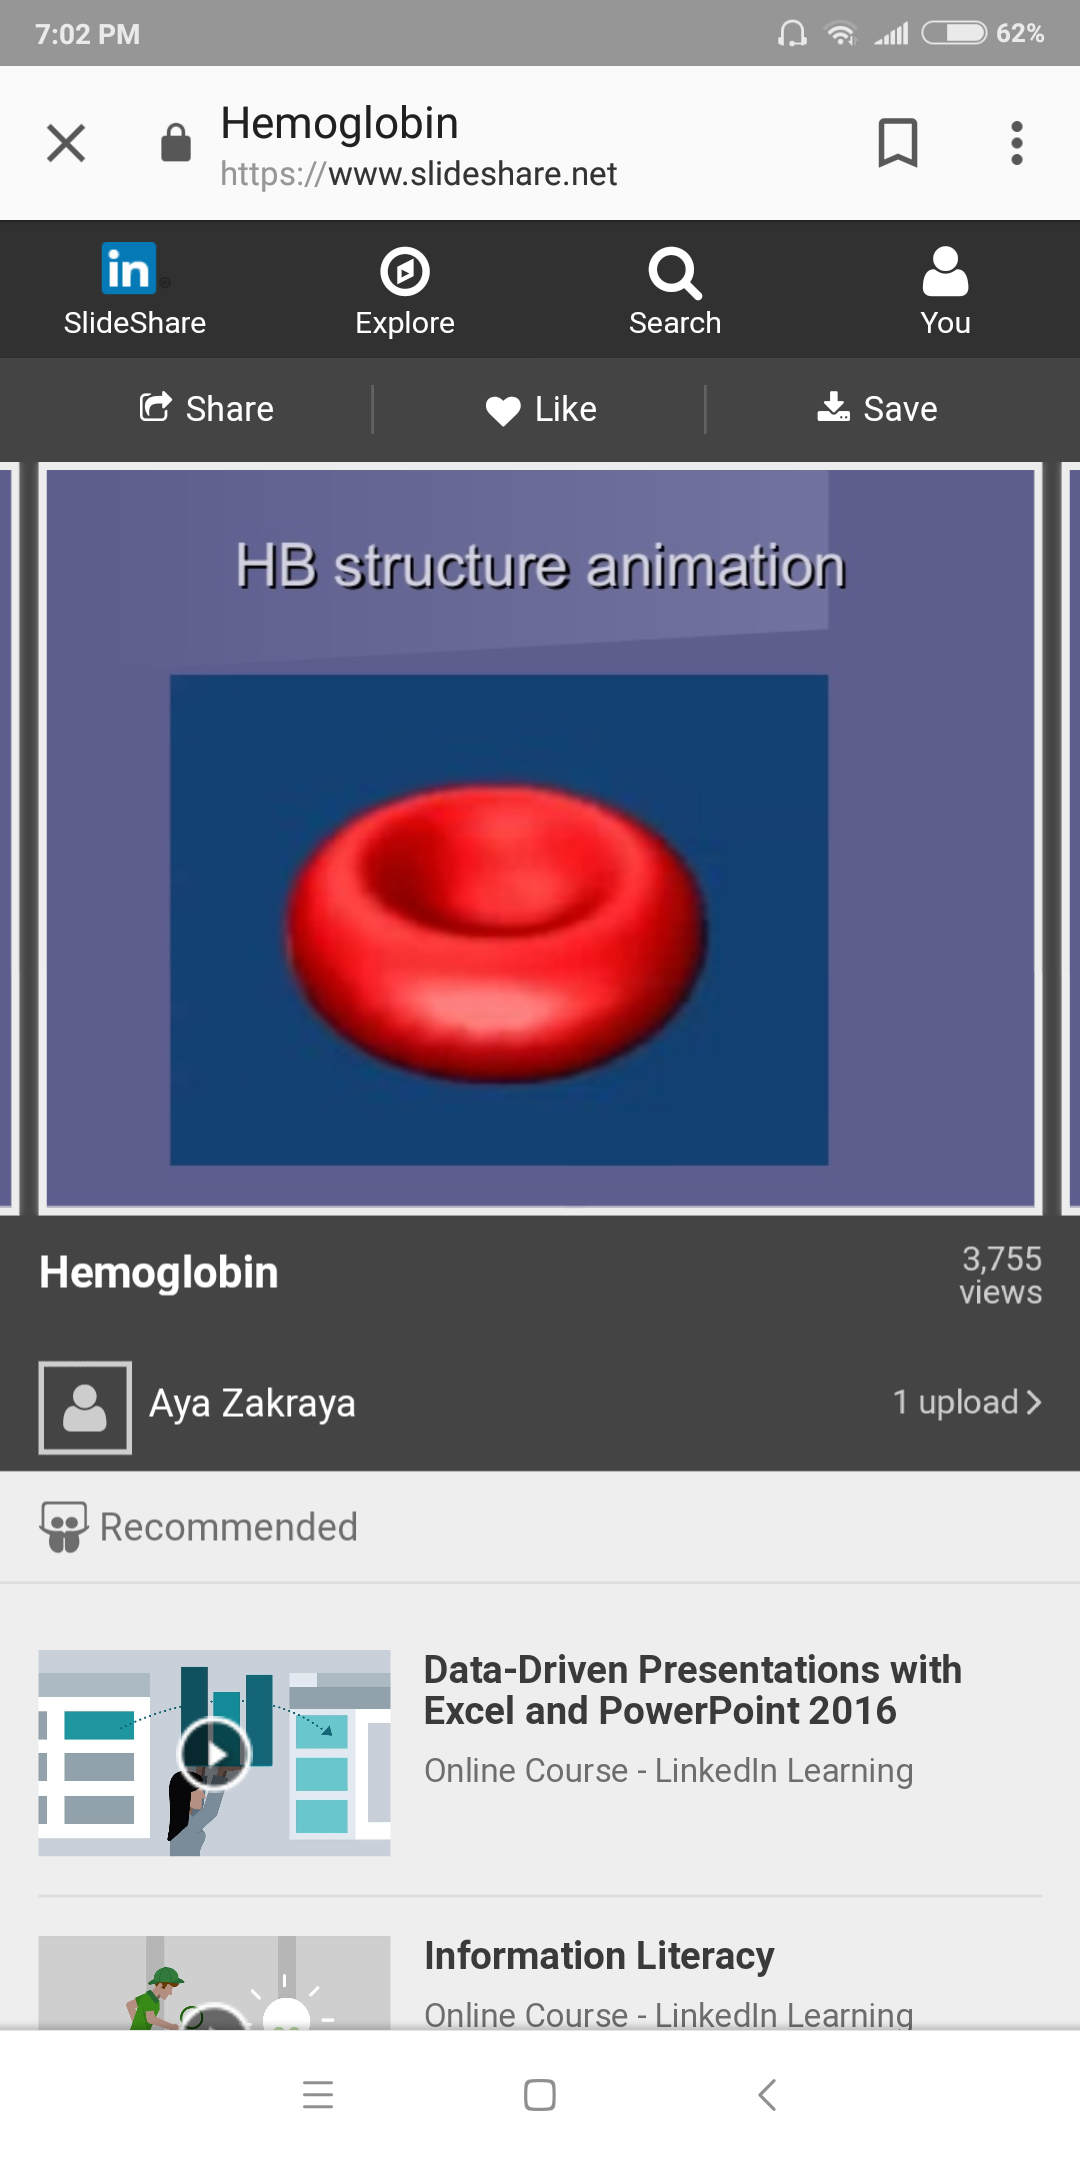 7:02 PM
62%
Hemoglobin
https://www.slideshare.net
in
SlideShare
Explore
Search
You
Share
Like
Save
HB structure animation
Hemoglobin
3,755
views
Aya Zakraya
1 upload
Recommended
Data-Driven Presentations with
Excel and PowerPoint 2016
Online Course - LinkedIn Learning
Information Literacy
Online Course - LinkedIn Learning